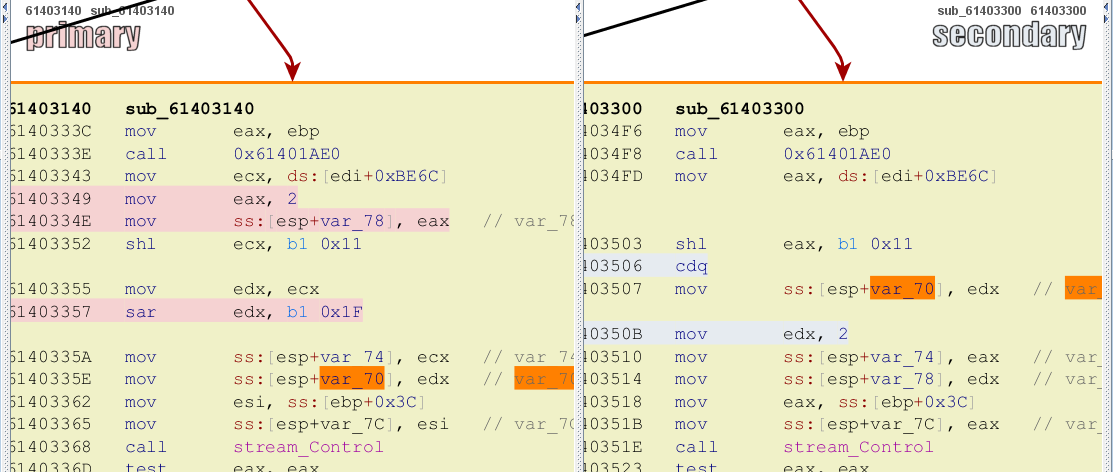 61403140 sub_61403140
primary
61403140 sub_61403140
6140333C mov eax, ebp
6140333E call 0x61401AE0
61403343 mov ecx, ds:[edi+0xBE6C]
61403349 mov eax, 2
6140334E mov ss:[esp+var_78], eax // var_78
61403352 shl ecx, b1 0x11
61403355 mov edx, ecx
61403357 sar edx, b1 0x1F
6140335A mov ss:[esp+var_74], ecx // var_74
6140335E mov ss:[esp+var_70], edx // var_70
61403362 mov esi, ss:[ebp+0x3C]
61403365 mov ss:[esp+var_7C], esi // var_7C
61403368 call stream_Control
6140336D test eax, eax
sub_61403300 61403300
secondary
403300 sub_61403300
4034F6 mov eax, ebp
4034F8 call 0x61401AE0
4034FD mov eax, ds:[edi+0xBE6C]
403503 shl eax, b1 0x11
403506 cdq
403507 mov ss:[esp+var_70], edx // var_
40350B mov edx, 2
403510 mov ss:[esp+var_74], eax // var_
403514 mov ss:[esp+var_78], edx // var_
403518 mov eax, ss:[ebp+0x3C]
40351B mov ss:[esp+var_7C], eax // var_
40351E call stream_Control
403523 test eax, eax